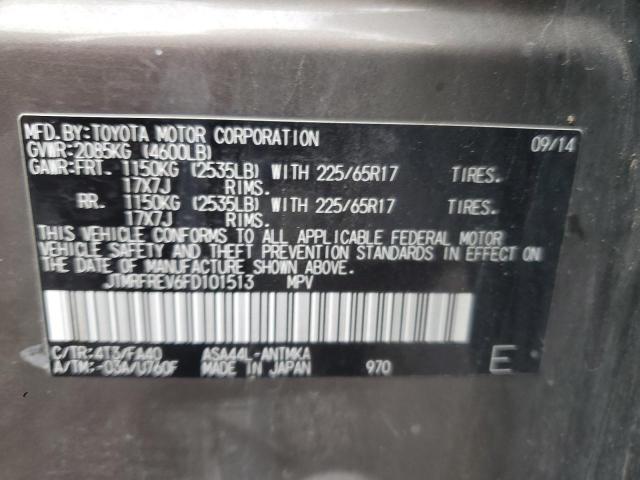 MFD.BY:TOYOTA MOTOR CORPORATION 09/14
GVWR:2085KG (4600LB)
GAWR:FRT. 1150KG (2535LB) WITH 225/65R17 TIRES.
17X7J RIMS.
RR. 1150KG (2535LB) WITH 225/65R17 TIRES.
17X7J RIMS.
THIS VEHICLE CONFORMS TO ALL APPLICABLE FEDERAL MOTOR
VEHICLE SAFETY AND THEFT PREVENTION STANDARDS IN EFFECT ON
THE DATE OF MANUFACTURE SHOWN ABOVE.
JTMRFREV6FD101513 MPV
C/TR:4T3/FA40 ASA44L-ANTMKA
A/TM:-03A/U760F MADE IN JAPAN 970 E